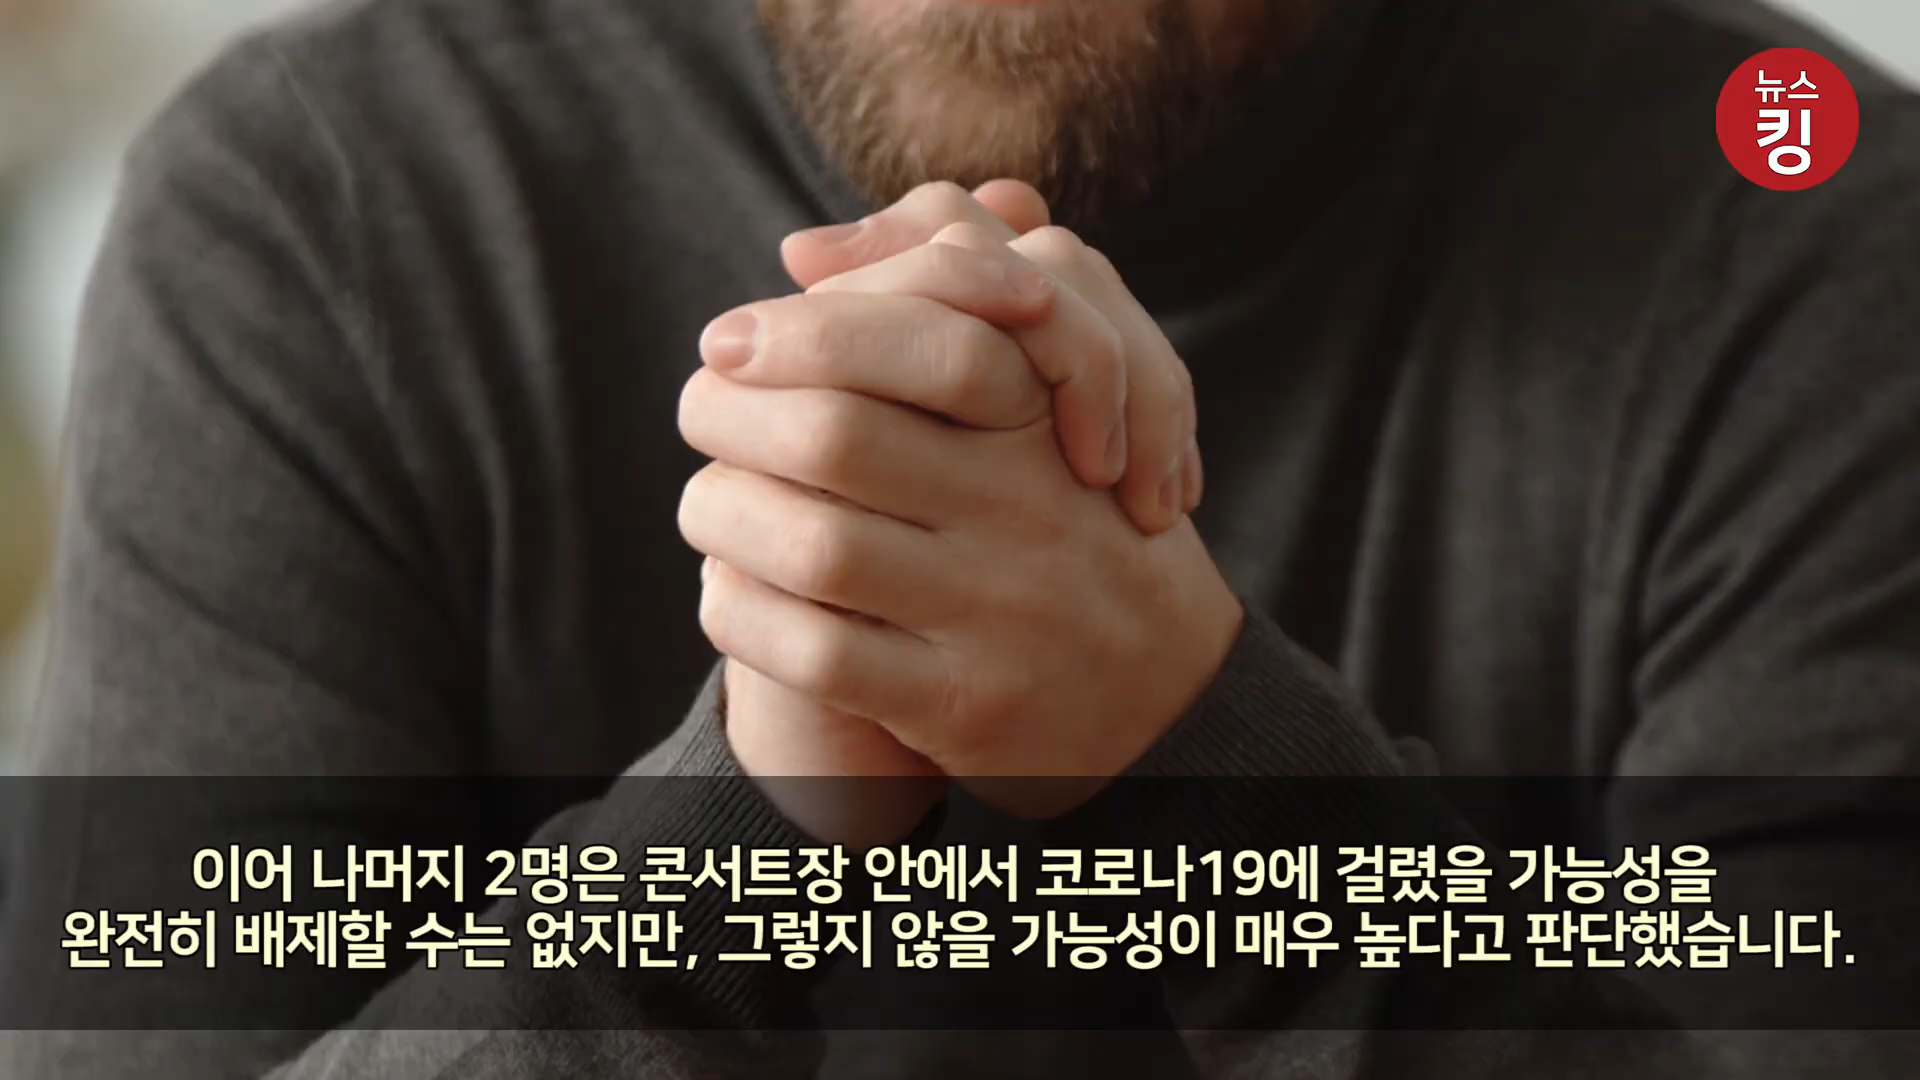 뉴스
킹
이어 나머지 2명은 콘서트장 안에서 코로나19에 걸렸을 가능성을
완전히 배제할 수는 없지만, 그렇지 않을 가능성이 매우 높다고 판단했습니다.